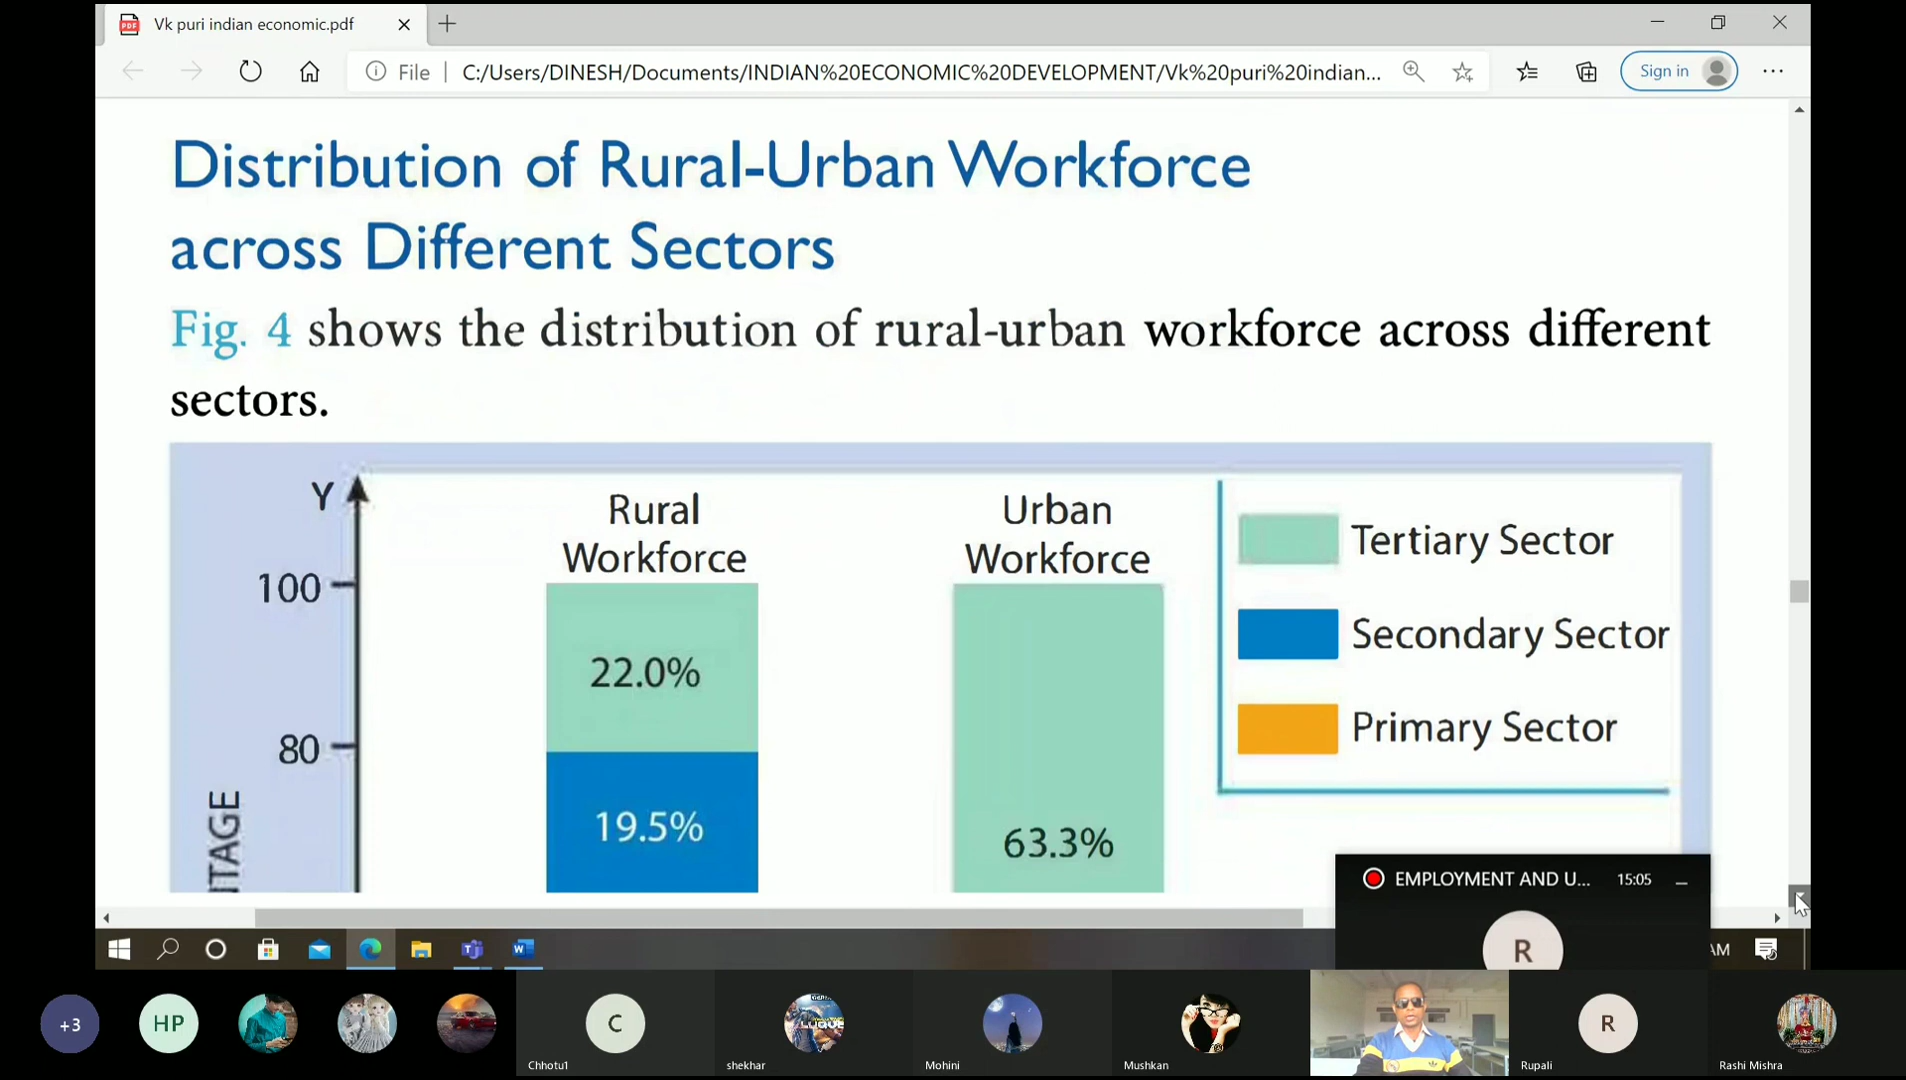 Vk puri indian economic.pdf
File
C:/Users/DINESH/Documents/INDIAN%20ECONOMIC%20DEVELOPMENT/Vk%20puri%20indian...
Sign in
Distribution of Rural-Urban Workforce
across Different Sectors
Fig. 4 shows the distribution of rural-urban workforce across different
sectors.
Y
Rural
Workforce
Urban
Workforce
Tertiary Sector
Secondary Sector
Primary Sector
100
22.0%
80
19.5%
63.3%
NTAGE
EMPLOYMENT AND U... 15:05
R
AM
+3
HP
C
R
Chhotu1
shekhar
Mohini
Mushkan
Rupali
Rashi Mishra